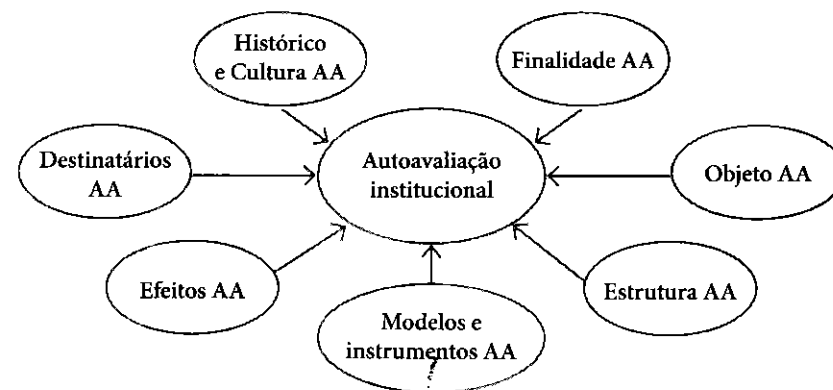 Histórico
e Cultura AA
Finalidade AA
Destinatários
AA
Autoavaliação
institucional
Objeto AA
Efeitos AA
Modelos e
instrumentos AA
Estrutura AA